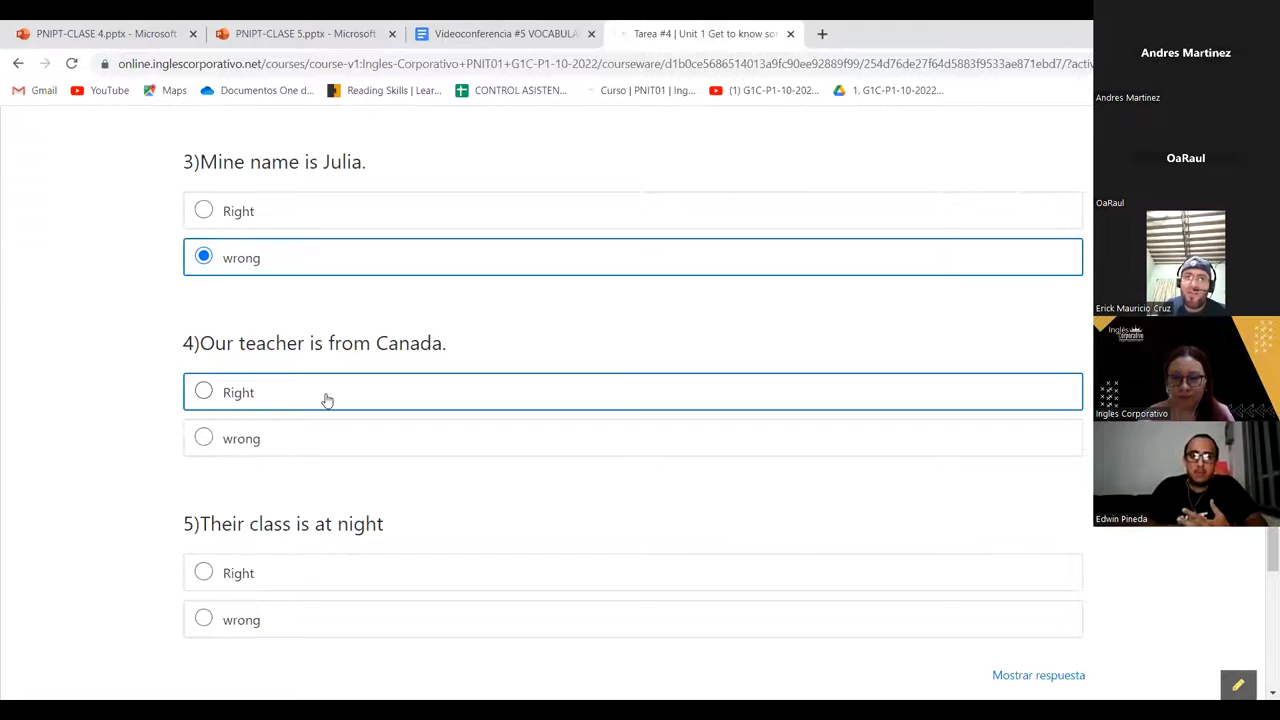 PNIPT-CLASE 4.pptx - Microsoft
PNIPT-CLASE 5.pptx - Microsoft
Videoconferencia #5 VOCABULA
Tarea #4 | Unit 1 Get to know som
online.inglescorporativo.net/courses/course-v1:Ingles-Corporativo+PNIT01+G1C-P1-10-2022/courseware/d1b0ce5686514013a9fc90ee92889f99/254d76de27f64d5883f9533ae871ebd7/?activ
Gmail
YouTube
Maps
Documentos One d...
Reading Skills | Lear...
CONTROL ASISTEN...
Curso | PNIT01 | Ing...
(1) G1C-P1-10-202...
1. G1C-P1-10-2022...
3)Mine name is Julia.
Right
wrong
4)Our teacher is from Canada.
Right
wrong
5)Their class is at night
Right
wrong
Mostrar respuesta
Andres Martinez
Andres Martinez
OaRaul
OaRaul
Erick Mauricio Cruz
Inglés
Corporativo
Ingles Corporativo
Edwin Pineda